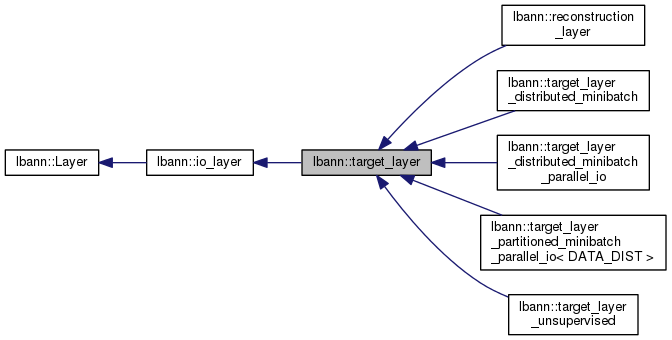 lbann::reconstruction
_layer
lbann::target_layer
_distributed_minibatch
lbann::target_layer
_distributed_minibatch
_parallel_io
lbann::Layer
lbann::io_layer
lbann::target_layer
lbann::target_layer
_partitioned_minibatch
_parallel_io< DATA_DIST >
lbann::target_layer
_unsupervised